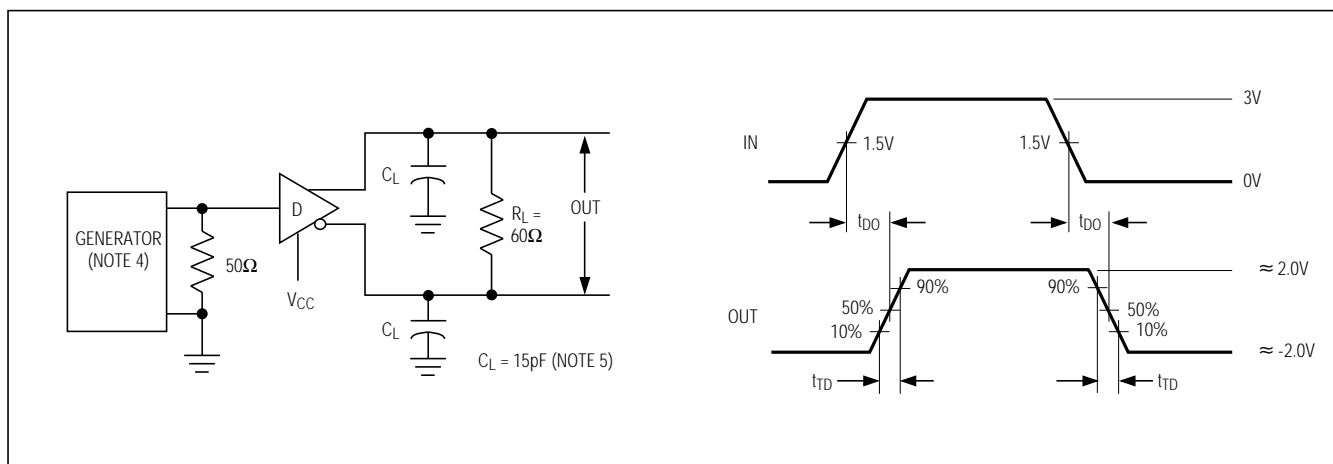 GENERATOR
(NOTE 4)
50Ω
D
VCC
CL
CL
RL =
60Ω
OUT
CL = 15pF (NOTE 5)
IN
1.5V
1.5V
3V
0V
tDO
tDO
OUT
90%
50%
10%
90%
50%
10%
≈ 2.0V
≈ -2.0V
tTD
tTD